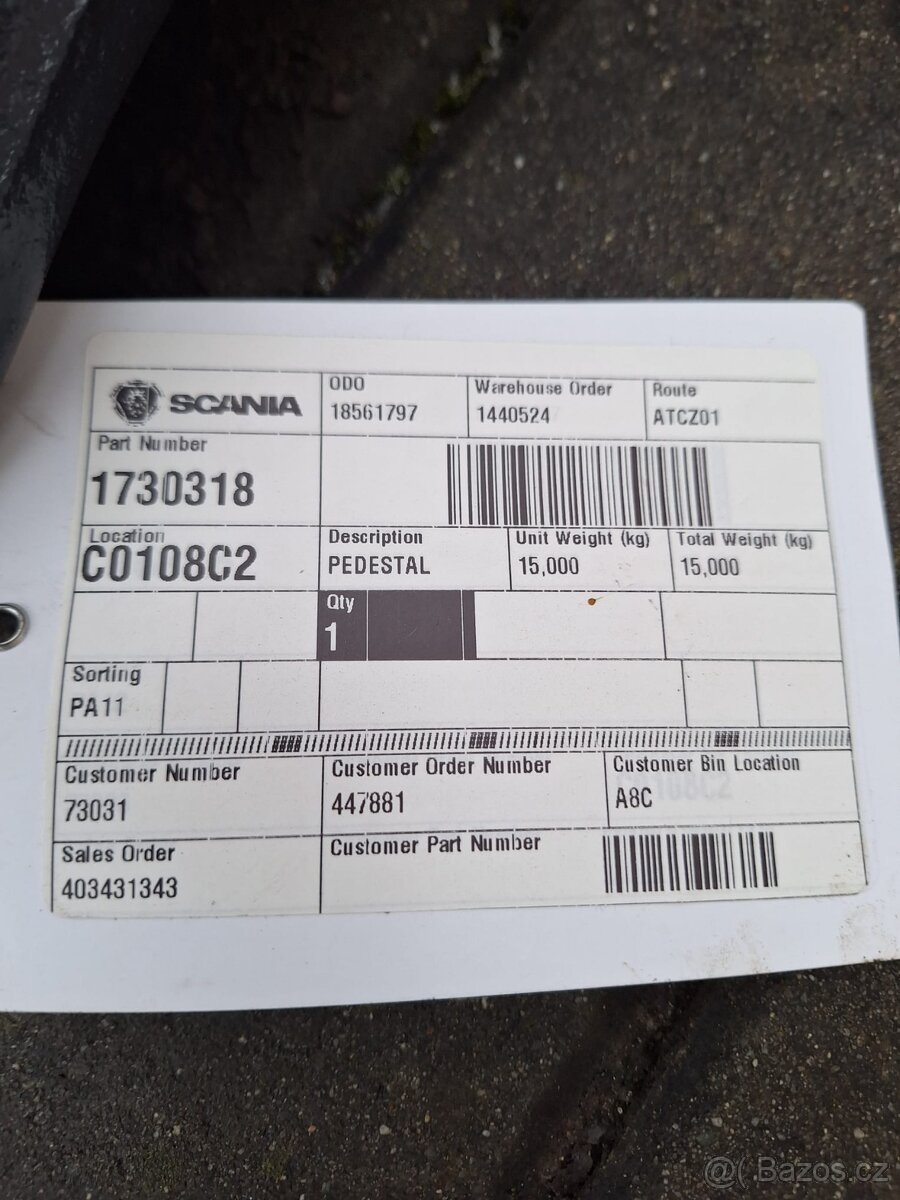 SCANIA
ODO
18561797
Warehouse Order
1440524
Route
ATCZ01
Part Number
1730318
Location
C0108C2
Description
PEDESTAL
Unit Weight (kg)
15,000
Total Weight (kg)
15,000
Qty
1
Sorting
PA11
Customer Number
73031
Customer Order Number
447881
Customer Bin Location
A8C
C0108C2
Sales Order
403431343
Customer Part Number
@( .Bazos.cz